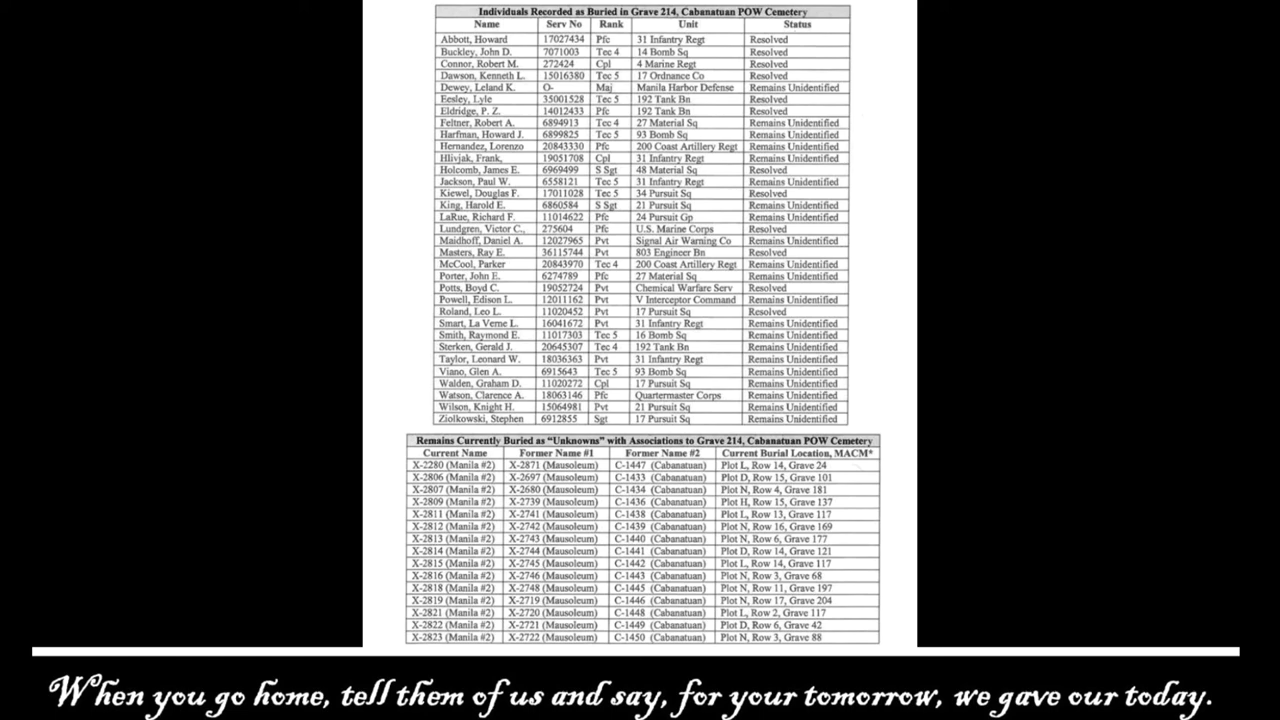 Individuals Recorded as Buried in Grave 214, Cabanatuan POW Cemetery
Name Serv No Rank Unit Status
Abbott, Howard 17027434 Pfc 31 Infantry Regt Resolved
Buckley, John D. 7071003 Tec 4 14 Bomb Sq Resolved
Connor, Robert M. 272424 Cpl 4 Marine Regt Resolved
Dawson, Kenneth L. 15016380 Tec 5 17 Ordnance Co Resolved
Dewey, Leland K. O- Maj Manila Harbor Defense Remains Unidentified
Eesley, Lyle 35001528 Tec 5 192 Tank Bn Resolved
Eldridge, P. Z. 14012433 Pfc 192 Tank Bn Resolved
Feltner, Robert A. 6894913 Tec 4 27 Material Sq Remains Unidentified
Harfman, Howard J. 6899825 Tec 5 93 Bomb Sq Remains Unidentified
Hernandez, Lorenzo 20843330 Pfc 200 Coast Artillery Regt Remains Unidentified
Hlivjak, Frank, 19051708 Cpl 31 Infantry Regt Remains Unidentified
Holcomb, James E. 6969499 S Sgt 48 Material Sq Resolved
Jackson, Paul W. 6558121 Tec 5 31 Infantry Regt Remains Unidentified
Kiewel, Douglas F. 17011028 Tec 5 34 Pursuit Sq Remains Unidentified
King, Harold E. 6860584 S Sgt 21 Pursuit Sq Remains Unidentified
LaRue, Richard F. 11014622 Pfc 24 Pursuit Gp Remains Unidentified
Lundgren, Victor C., 275604 Pfc U.S. Marine Corps Resolved
Maidhoff, Daniel A. 12027965 Pvt Signal Air Warning Co Remains Unidentified
Masters, Ray E. 36115744 Pvt 803 Engineer Bn Resolved
McCool, Parker 20843970 Tec 4 200 Coast Artillery Regt Remains Unidentified
Porter, John E. 6274789 Pfc 27 Material Sq Remains Unidentified
Potts, Boyd C. 19052724 Pvt Chemical Warfare Serv Resolved
Powell, Edison L. 12011162 Pvt V Interceptor Command Remains Unidentified
Roland, Leo L. 11020452 Pvt 17 Pursuit Sq Resolved
Smart, La Verne L. 16041672 Pvt 31 Infantry Regt Remains Unidentified
Smith, Raymond E. 11017303 Tec 5 16 Bomb Sq Remains Unidentified
Sterken, Gerald J. 20645307 Tec 4 192 Tank Bn Remains Unidentified
Taylor, Leonard W. 18036363 Pvt 31 Infantry Regt Remains Unidentified
Viano, Glen A. 6915643 Tec 5 93 Bomb Sq Remains Unidentified
Walden, Graham D. 11020272 Cpl 17 Pursuit Sq Remains Unidentified
Watson, Clarence A. 18063146 Pfc Quartermaster Corps Remains Unidentified
Wilson, Knight H. 15064981 Pvt 21 Pursuit Sq Remains Unidentified
Ziolkowski, Stephen 6912855 Sgt 17 Pursuit Sq Remains Unidentified
Remains Currently Buried as "Unknowns" with Associations to Grave 214, Cabanatuan POW Cemetery
Current Name Former Name #1 Former Name #2 Current Burial Location, MACM*
X-2280 (Manila #2) X-2871 (Mausoleum) C-1447 (Cabanatuan) Plot L, Row 14, Grave 24
X-2806 (Manila #2) X-2697 (Mausoleum) C-1433 (Cabanatuan) Plot D, Row 15, Grave 101
X-2807 (Manila #2) X-2680 (Mausoleum) C-1434 (Cabanatuan) Plot N, Row 4, Grave 181
X-2809 (Manila #2) X-2739 (Mausoleum) C-1436 (Cabanatuan) Plot H, Row 15, Grave 137
X-2811 (Manila #2) X-2741 (Mausoleum) C-1438 (Cabanatuan) Plot L, Row 13, Grave 117
X-2812 (Manila #2) X-2742 (Mausoleum) C-1439 (Cabanatuan) Plot N, Row 16, Grave 169
X-2813 (Manila #2) X-2743 (Mausoleum) C-1440 (Cabanatuan) Plot N, Row 6, Grave 177
X-2814 (Manila #2) X-2744 (Mausoleum) C-1441 (Cabanatuan) Plot D, Row 14, Grave 121
X-2815 (Manila #2) X-2745 (Mausoleum) C-1442 (Cabanatuan) Plot L, Row 14, Grave 117
X-2816 (Manila #2) X-2746 (Mausoleum) C-1443 (Cabanatuan) Plot N, Row 3, Grave 68
X-2818 (Manila #2) X-2748 (Mausoleum) C-1445 (Cabanatuan) Plot N, Row 11, Grave 197
X-2819 (Manila #2) X-2719 (Mausoleum) C-1446 (Cabanatuan) Plot N, Row 17, Grave 204
X-2821 (Manila #2) X-2720 (Mausoleum) C-1448 (Cabanatuan) Plot L, Row 2, Grave 117
X-2822 (Manila #2) X-2721 (Mausoleum) C-1449 (Cabanatuan) Plot D, Row 6, Grave 42
X-2823 (Manila #2) X-2722 (Mausoleum) C-1450 (Cabanatuan) Plot N, Row 3, Grave 88
When you go home, tell them of us and say, for your tomorrow, we gave our today.